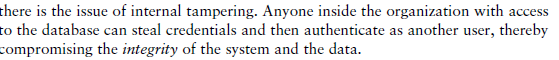 there is the issue of internal tampering. Anyone inside the organization with access
to the database can steal credentials and then authenticate as another user, thereby
compromising the integrity of the system and the data.